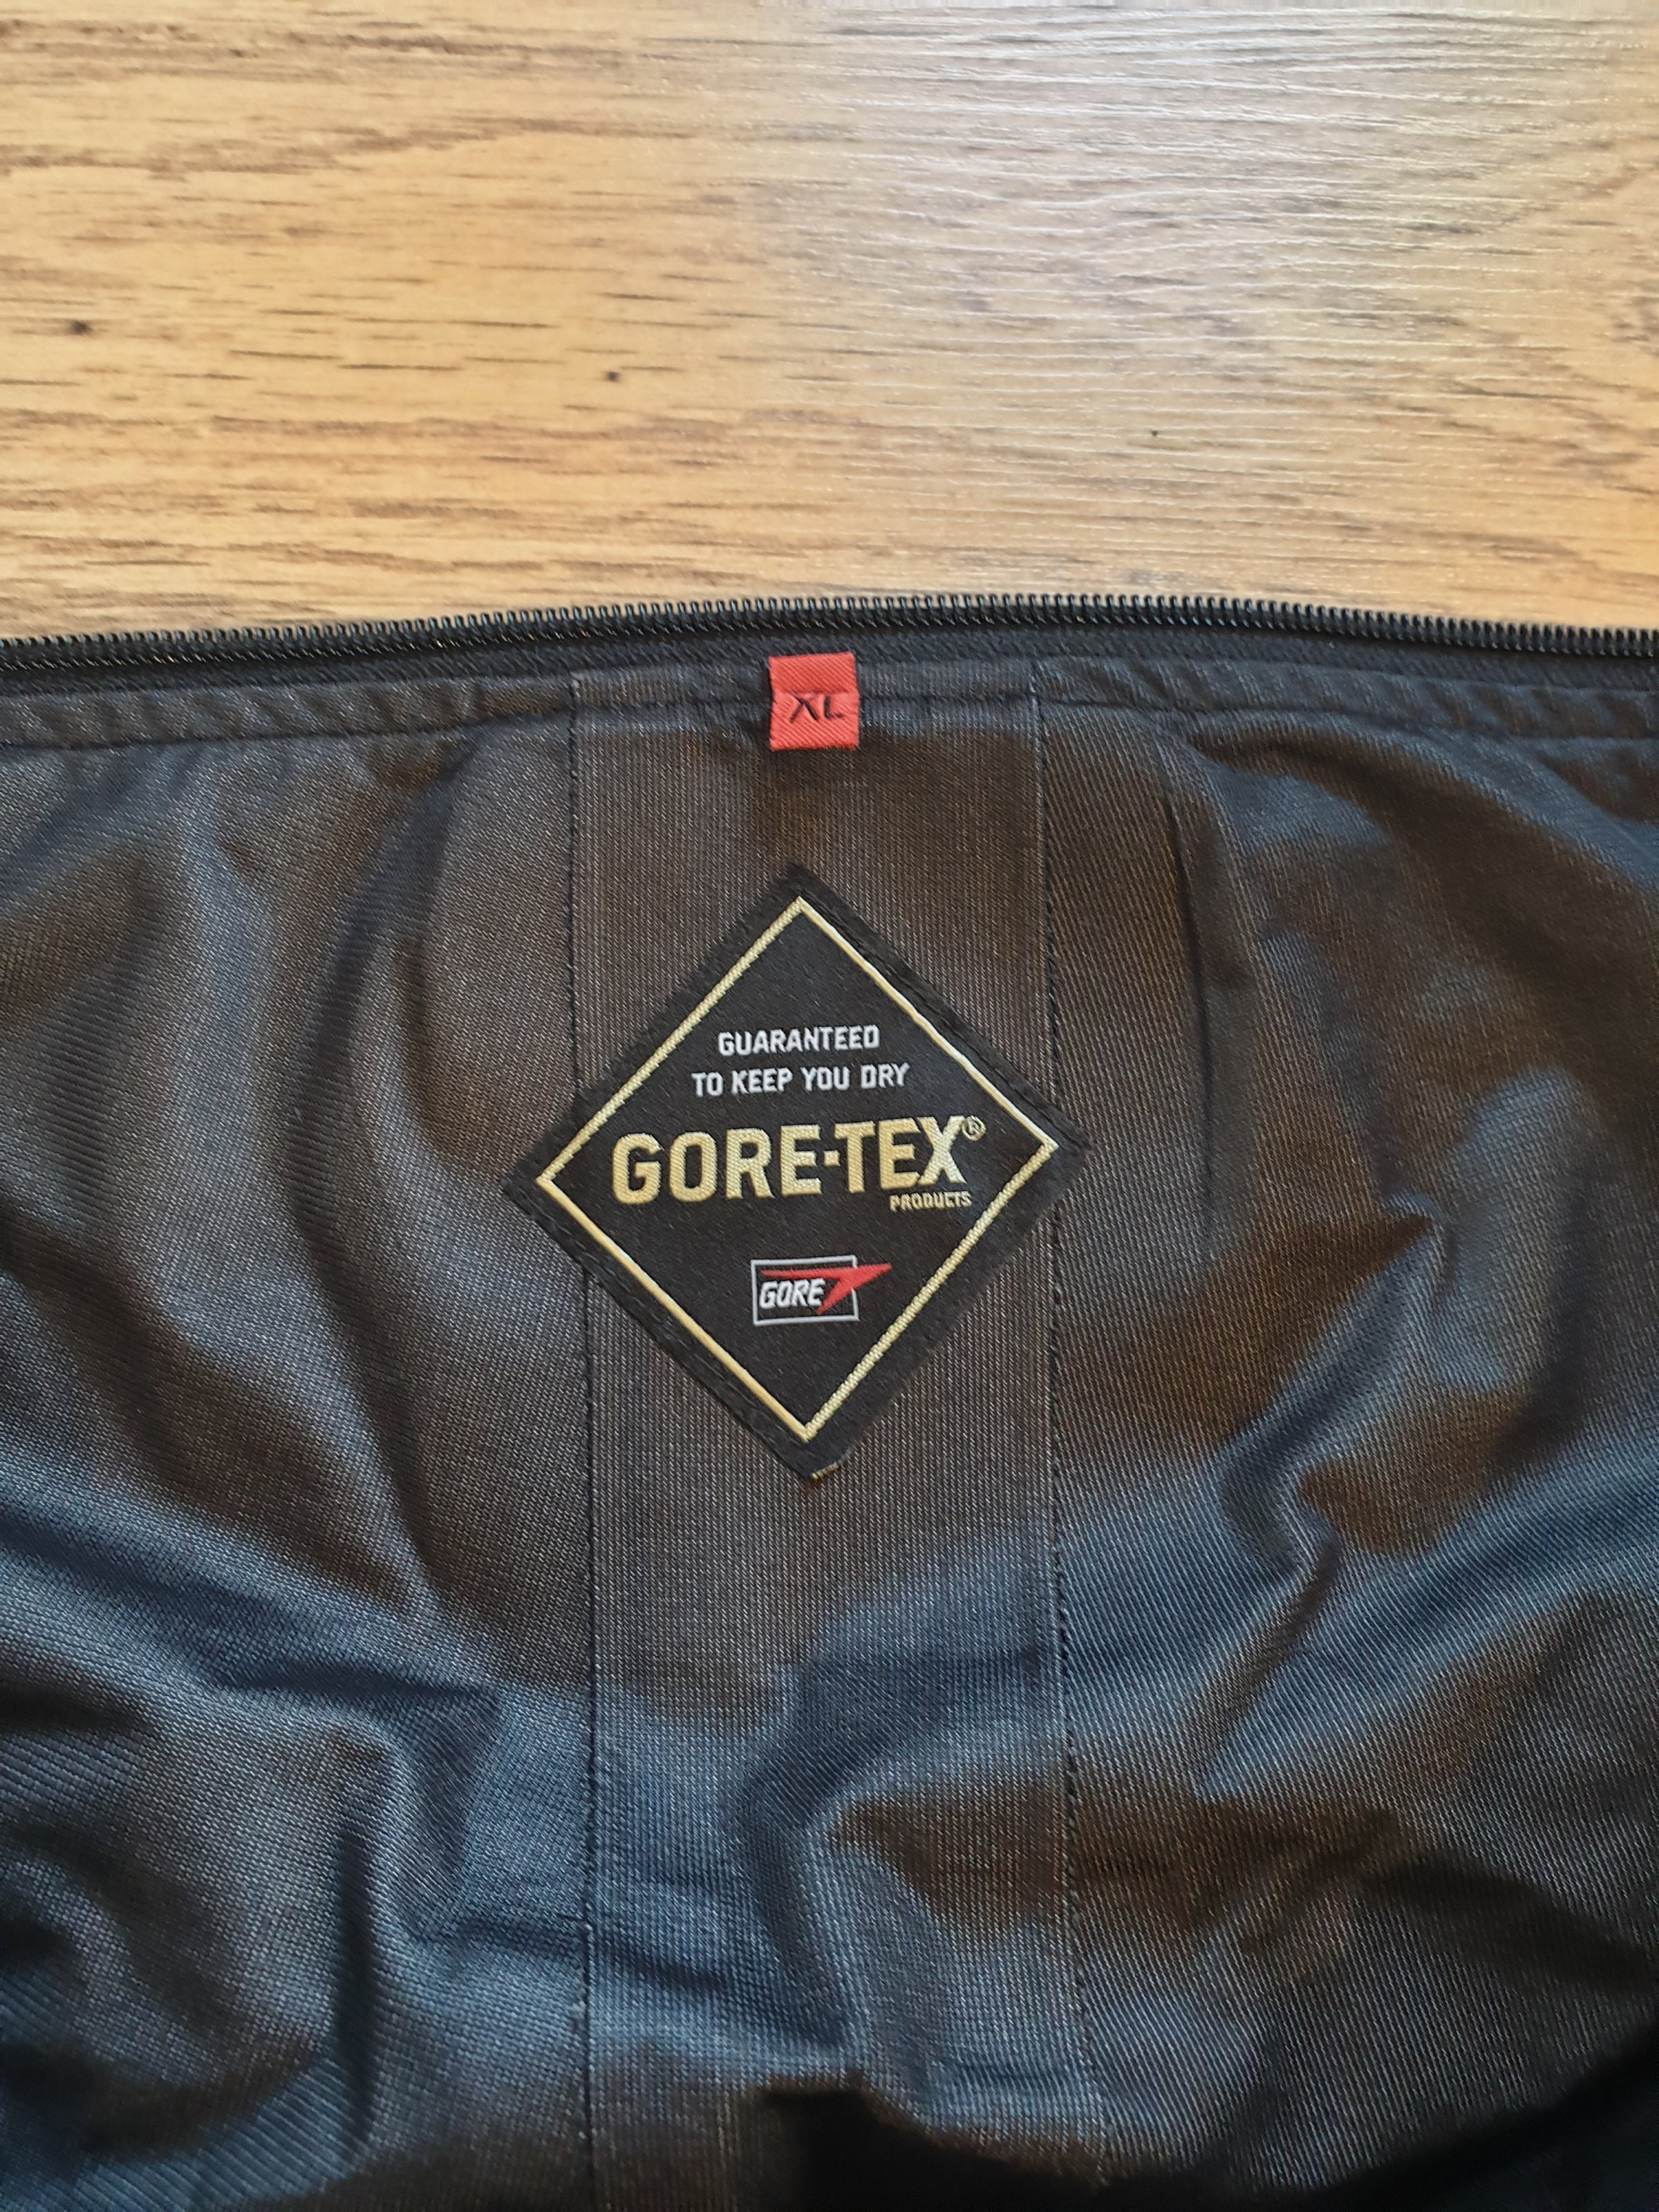 XL
GUARANTEED
TO KEEP YOU DRY
GORE-TEX®
PRODUCTS
GORE